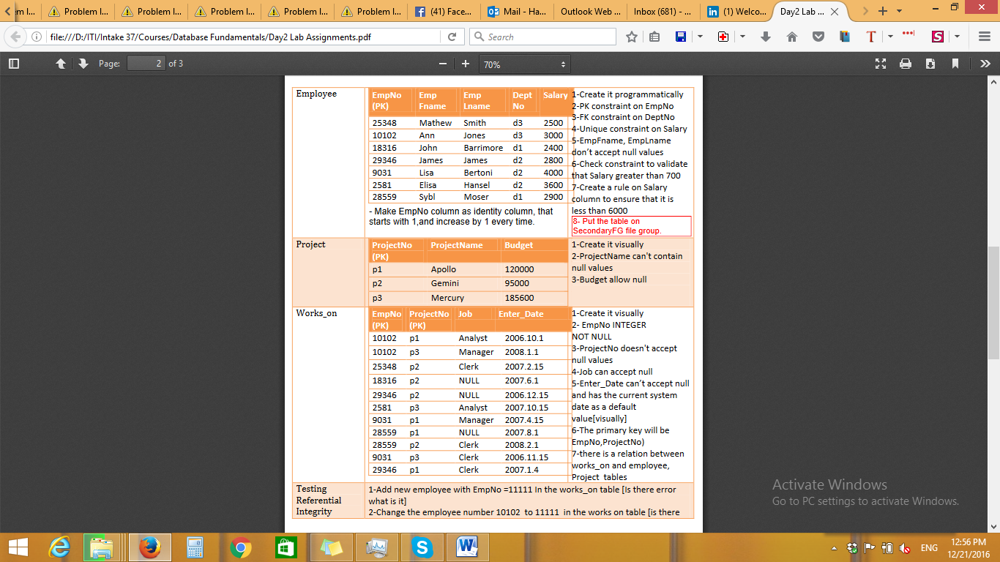 em I...
Problem I...
Problem I...
Problem I...
Problem I...
Problem I...
(41) Face...
Mail - Ha...
Outlook Web ...
Inbox (681) - ...
(1) Welco...
Day2 Lab ...
file:///D:/ITI/Intake 37/Courses/Database Fundamentals/Day2 Lab Assignments.pdf
Search
Page: 2 of 3
70%
Employee
EmpNo (PK) Emp Fname Emp Lname Dept No Salary
25348 Mathew Smith d3 2500
10102 Ann Jones d3 3000
18316 John Barrimore d1 2400
29346 James James d2 2800
9031 Lisa Bertoni d2 4000
2581 Elisa Hansel d2 3600
28559 Sybl Moser d1 2900
- Make EmpNo column as identity column, that
starts with 1,and increase by 1 every time.
1-Create it programmatically
2-PK constraint on EmpNo
3-FK constraint on DeptNo
4-Unique constraint on Salary
5-EmpFname, EmpLname
don't accept null values
6-Check constraint to validate
that Salary greater than 700
7-Create a rule on Salary
column to ensure that it is
less than 6000
8- Put the table on
SecondaryFG file group.
Project
ProjectNo (PK) ProjectName Budget
p1 Apollo 120000
p2 Gemini 95000
p3 Mercury 185600
1-Create it visually
2-ProjectName can't contain
null values
3-Budget allow null
Works_on
EmpNo (PK) ProjectNo (PK) Job Enter_Date
10102 p1 Analyst 2006.10.1
10102 p3 Manager 2008.1.1
25348 p2 Clerk 2007.2.15
18316 p2 NULL 2007.6.1
29346 p2 NULL 2006.12.15
2581 p3 Analyst 2007.10.15
9031 p1 Manager 2007.4.15
28559 p1 NULL 2007.8.1
28559 p2 Clerk 2008.2.1
9031 p3 Clerk 2006.11.15
29346 p1 Clerk 2007.1.4
1-Create it visually
2- EmpNo INTEGER
NOT NULL
3-ProjectNo doesn't accept
null values
4-Job can accept null
5-Enter_Date can't accept null
and has the current system
date as a default
value[visually]
6-The primary key will be
EmpNo,ProjectNo)
7-there is a relation between
works_on and employee,
Project tables
Testing
Referential
Integrity
1-Add new employee with EmpNo =11111 In the works_on table [Is there error
what is it]
2-Change the employee number 10102 to 11111 in the works on table [is there
Activate Windows
Go to PC settings to activate Windows.
ENG
12:56 PM
12/21/2016